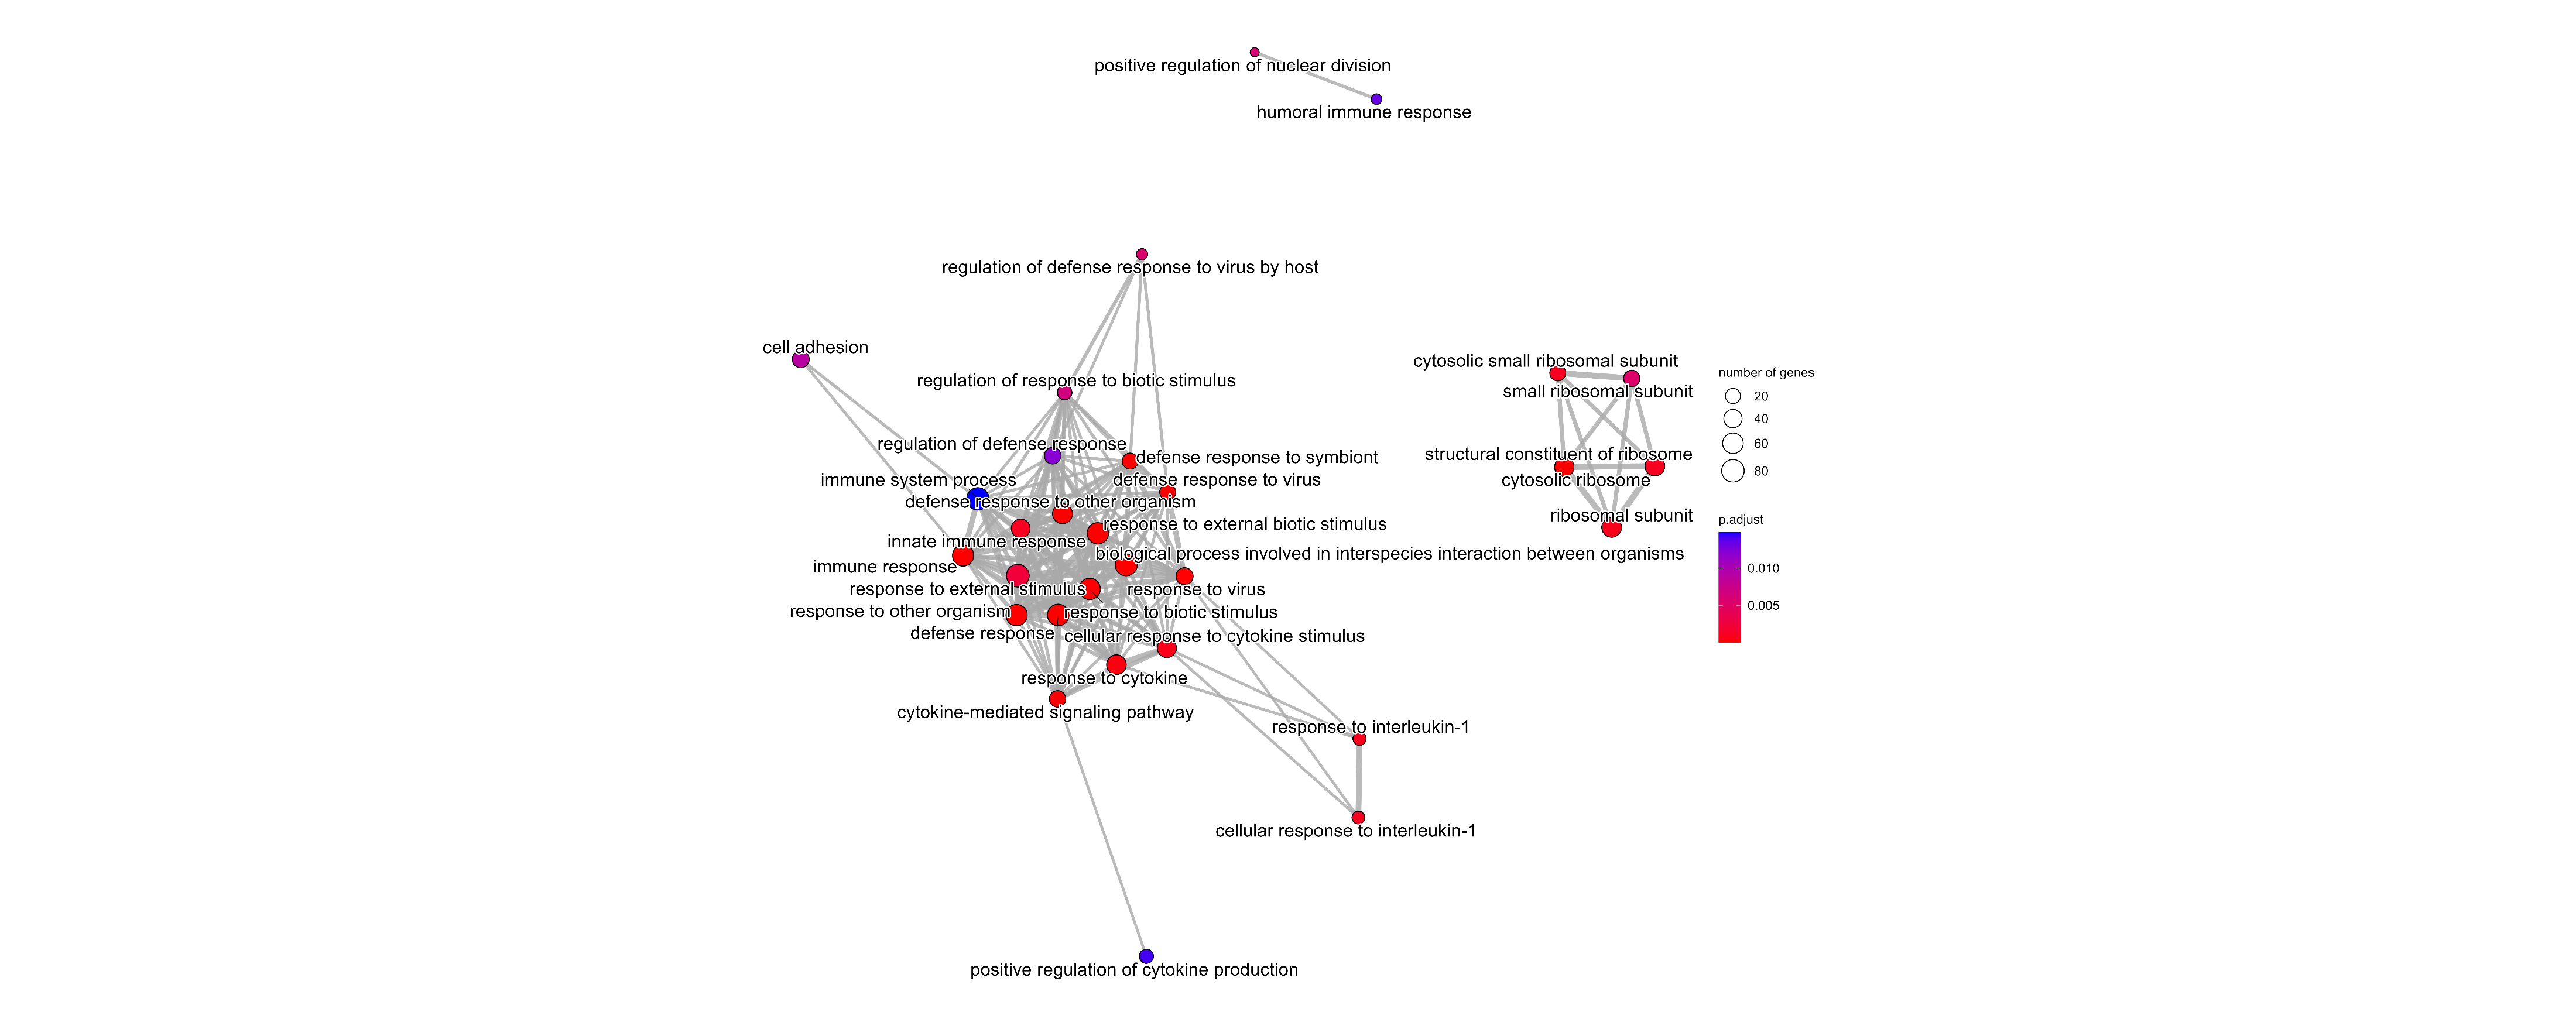 positive regulation of nuclear division
humoral immune response
regulation of defense response to virus by host
cell adhesion
regulation of response to biotic stimulus
regulation of defense response
defense response to symbiont
immune system process
defense response to virus
defense response to other organism
response to external biotic stimulus
innate immune response
biological process involved in interspecies interaction between organisms
immune response
response to external stimulus
response to virus
response to other organism
response to biotic stimulus
defense response
cellular response to cytokine stimulus
response to cytokine
cytokine-mediated signaling pathway
response to interleukin-1
cellular response to interleukin-1
positive regulation of cytokine production
cytosolic small ribosomal subunit
small ribosomal subunit
structural constituent of ribosome
cytosolic ribosome
ribosomal subunit
number of genes
20
40
60
80
p.adjust
0.010
0.005